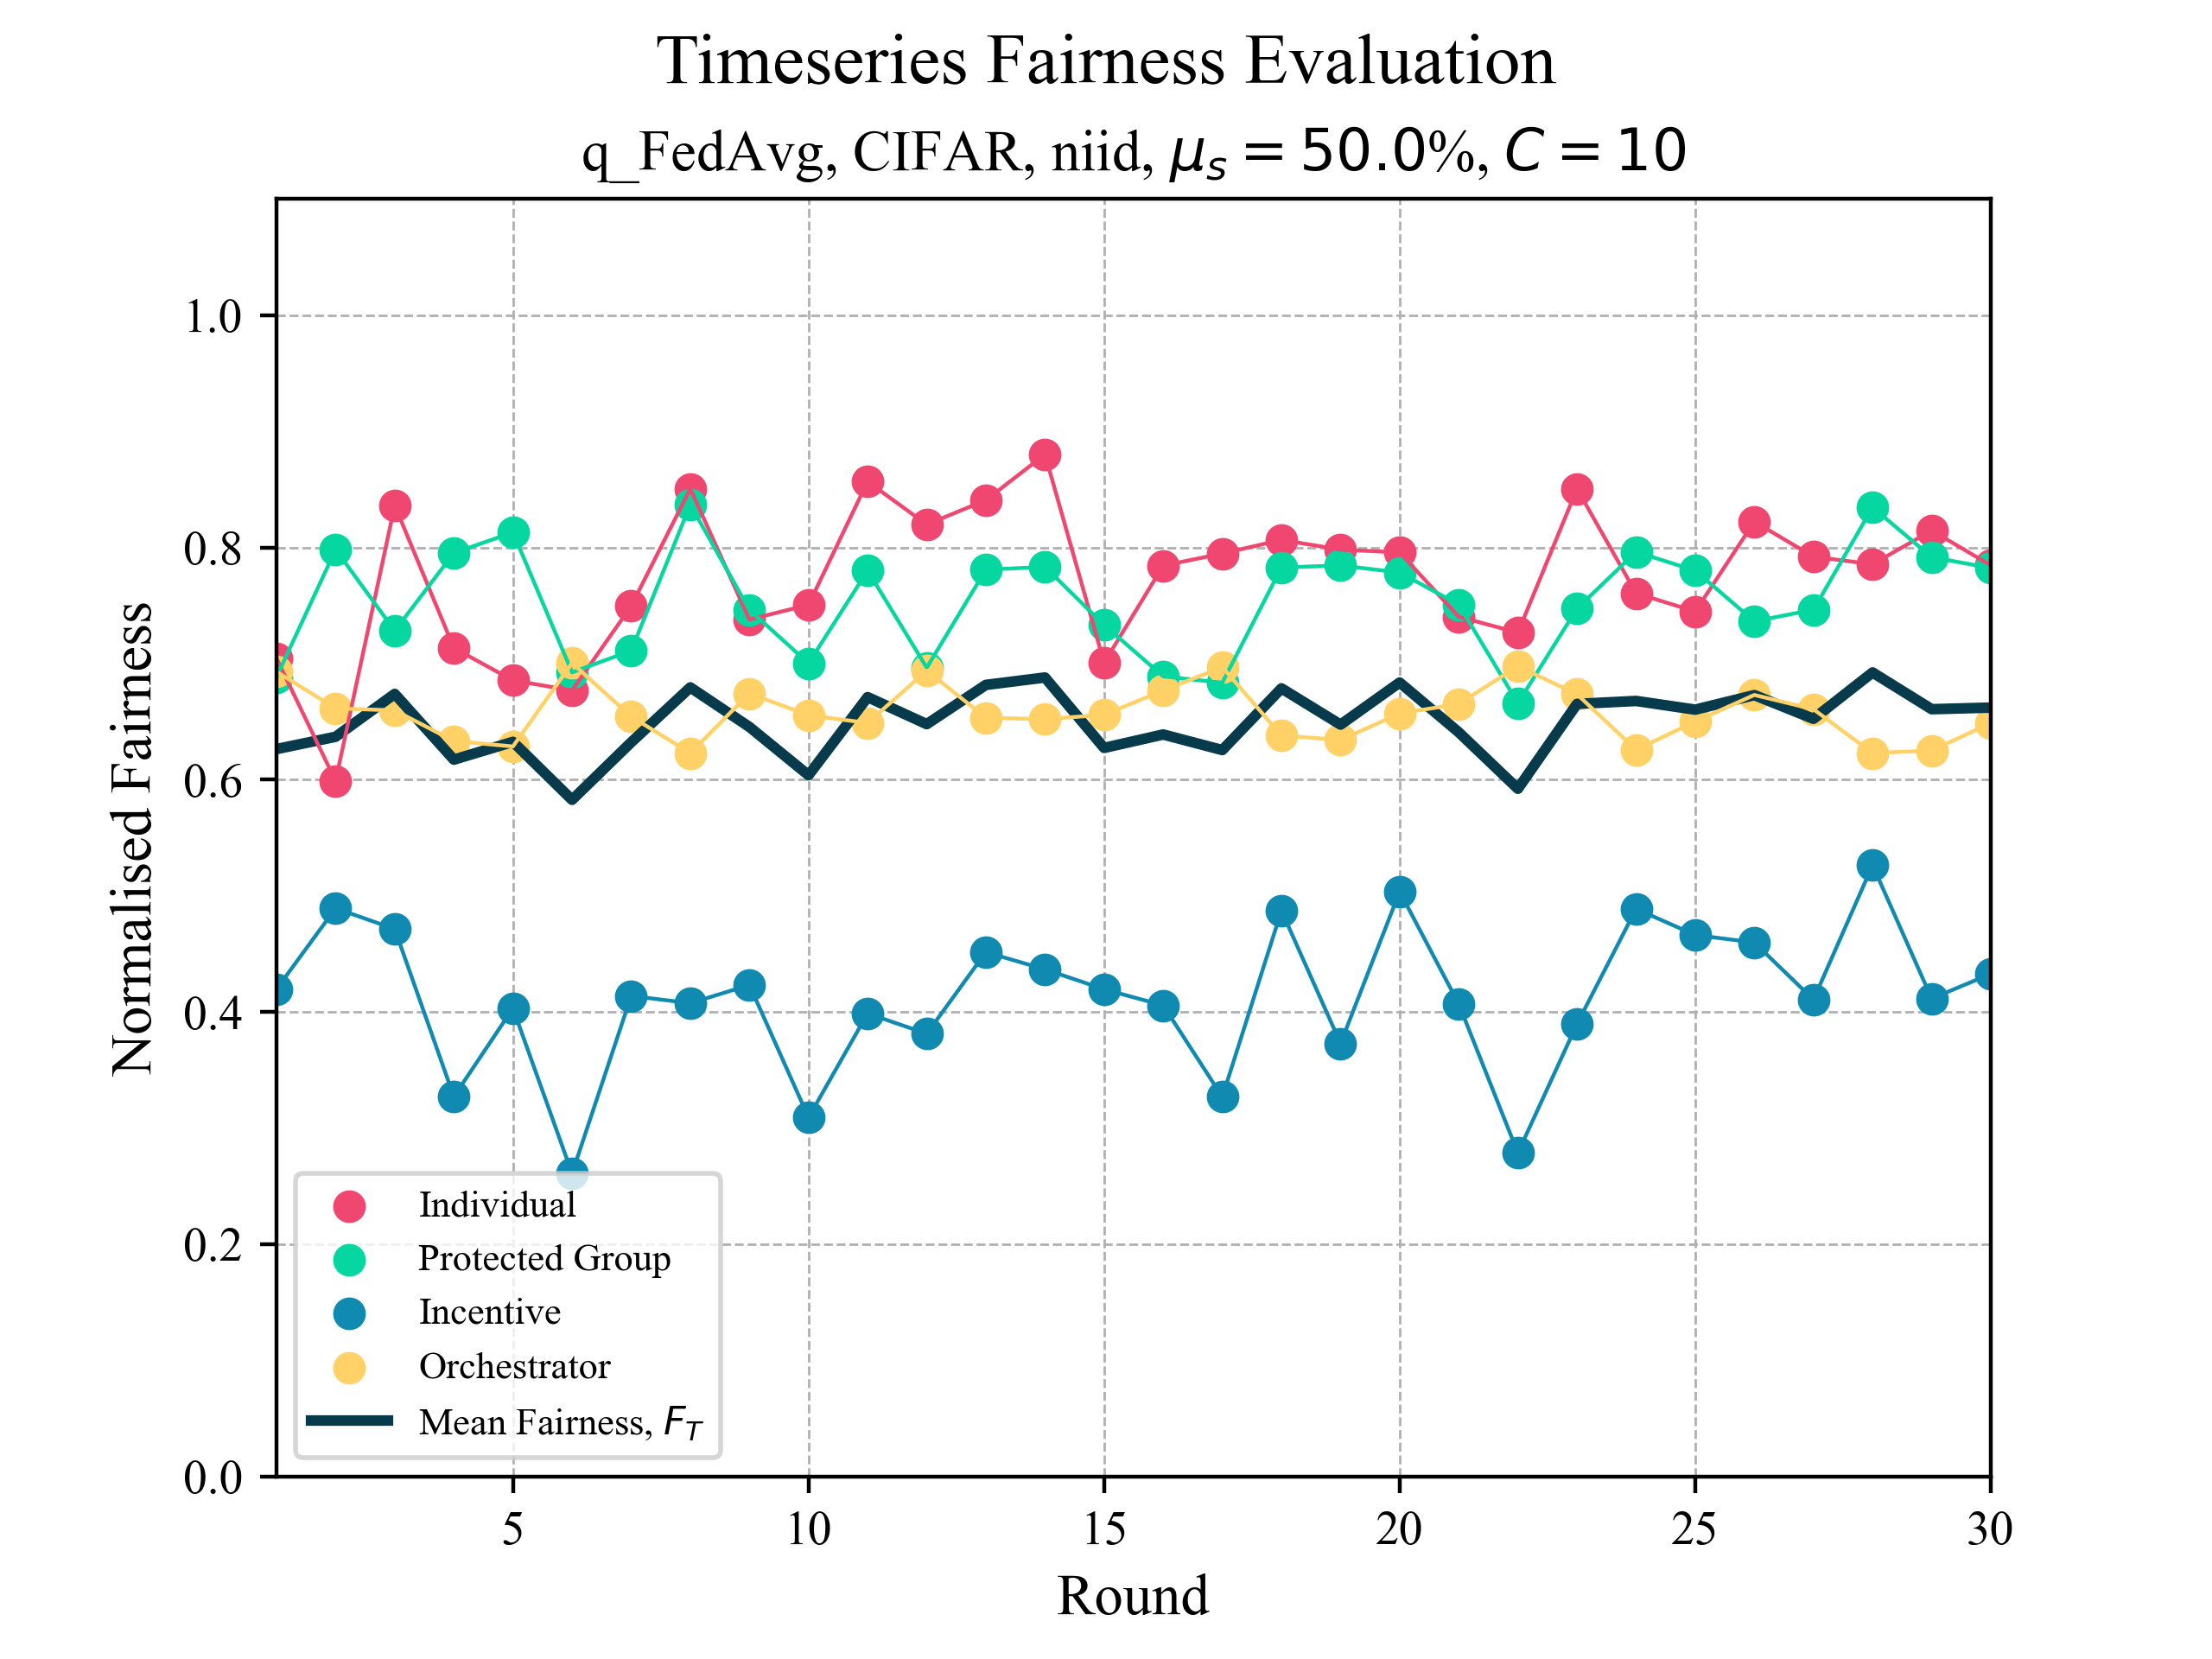 Timeseries Fairness Evaluation
q_FedAvg, CIFAR, niid, μₛ = 50.0%, C = 10
Normalised Fairness
1.0
0.8
0.6
0.4
0.2
0.0
Individual
Protected Group
Incentive
Orchestrator
Mean Fairness, F_T
5 10 15 20 25 30
Round